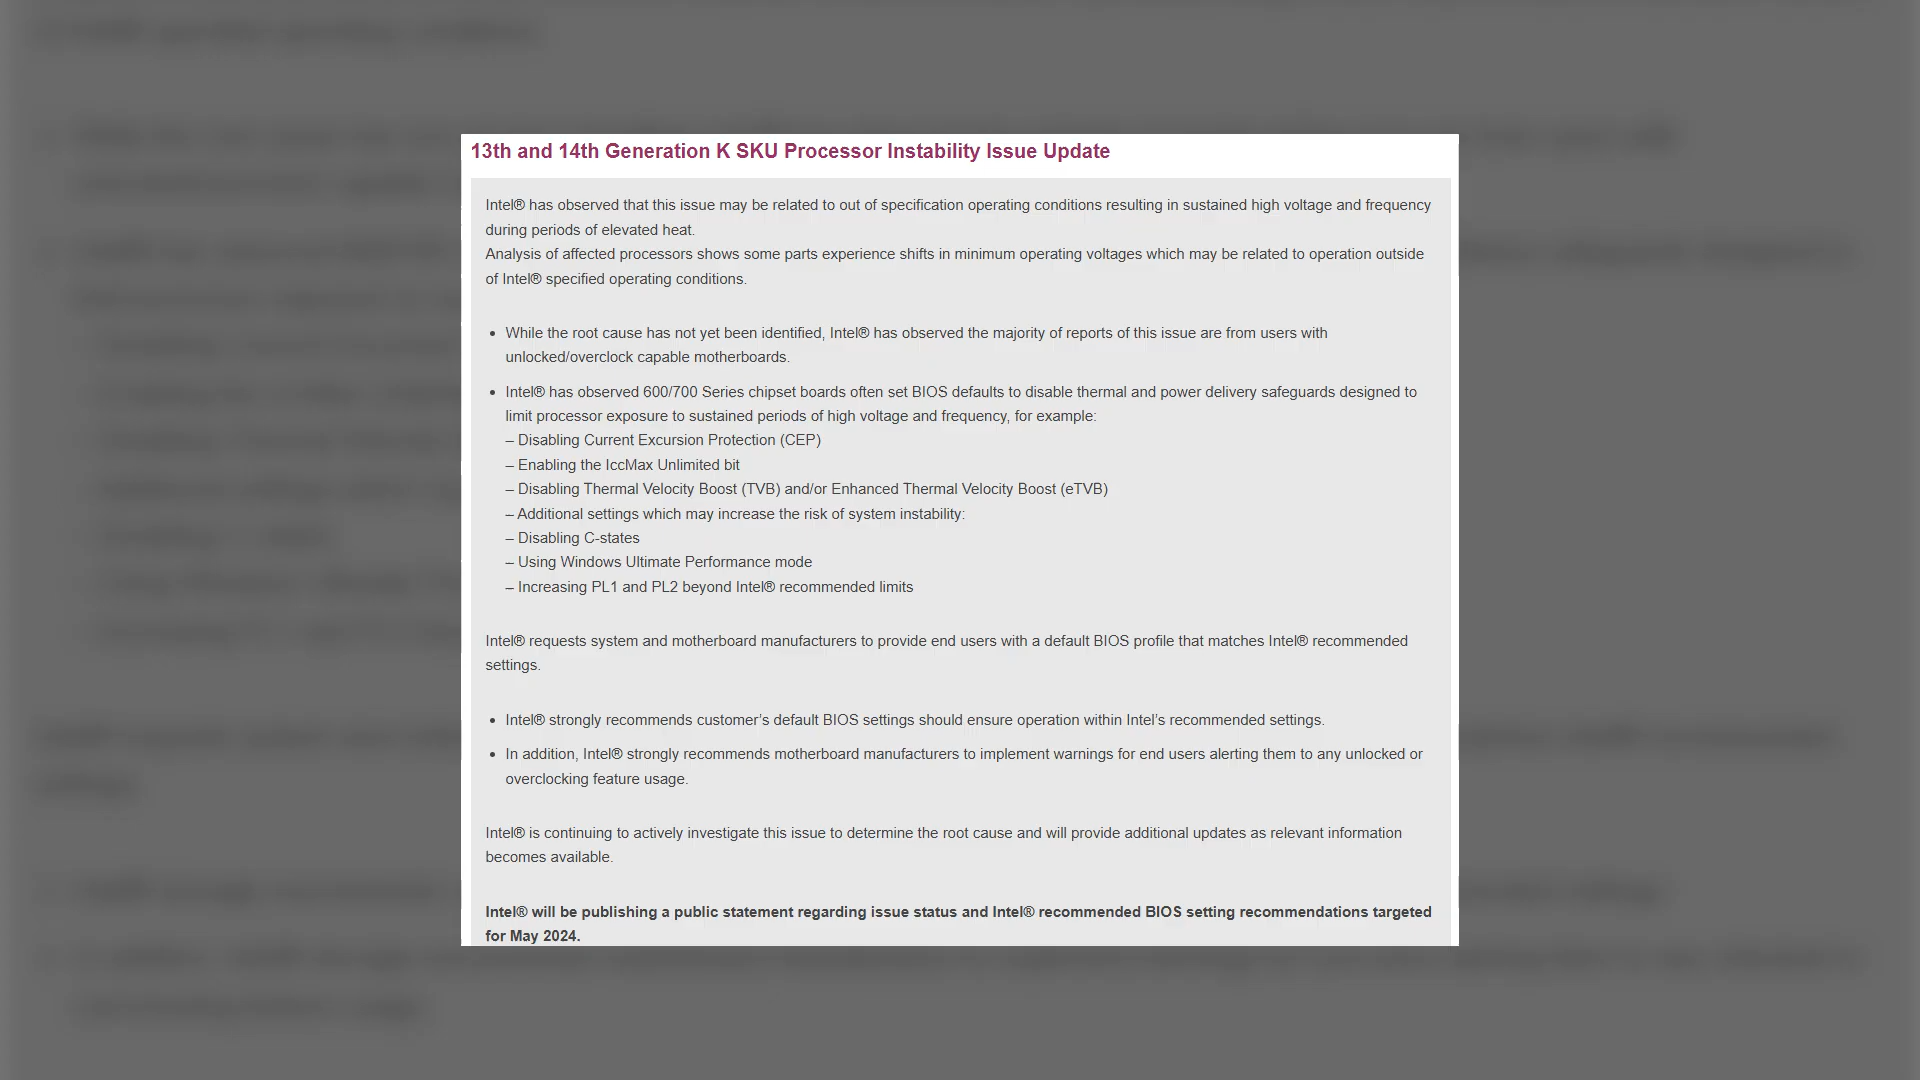 13th and 14th Generation K SKU Processor Instability Issue Update
Intel® has observed that this issue may be related to out of specification operating conditions resulting in sustained high voltage and frequency
during periods of elevated heat.
Analysis of affected processors shows some parts experience shifts in minimum operating voltages which may be related to operation outside
of Intel® specified operating conditions.
• While the root cause has not yet been identified, Intel® has observed the majority of reports of this issue are from users with
unlocked/overclock capable motherboards.
• Intel® has observed 600/700 Series chipset boards often set BIOS defaults to disable thermal and power delivery safeguards designed to
limit processor exposure to sustained periods of high voltage and frequency, for example:
– Disabling Current Excursion Protection (CEP)
– Enabling the IccMax Unlimited bit
– Disabling Thermal Velocity Boost (TVB) and/or Enhanced Thermal Velocity Boost (eTVB)
– Additional settings which may increase the risk of system instability:
– Disabling C-states
– Using Windows Ultimate Performance mode
– Increasing PL1 and PL2 beyond Intel® recommended limits
Intel® requests system and motherboard manufacturers to provide end users with a default BIOS profile that matches Intel® recommended
settings.
• Intel® strongly recommends customer’s default BIOS settings should ensure operation within Intel’s recommended settings.
• In addition, Intel® strongly recommends motherboard manufacturers to implement warnings for end users alerting them to any unlocked or
overclocking feature usage.
Intel® is continuing to actively investigate this issue to determine the root cause and will provide additional updates as relevant information
becomes available.
Intel® will be publishing a public statement regarding issue status and Intel® recommended BIOS setting recommendations targeted
for May 2024.